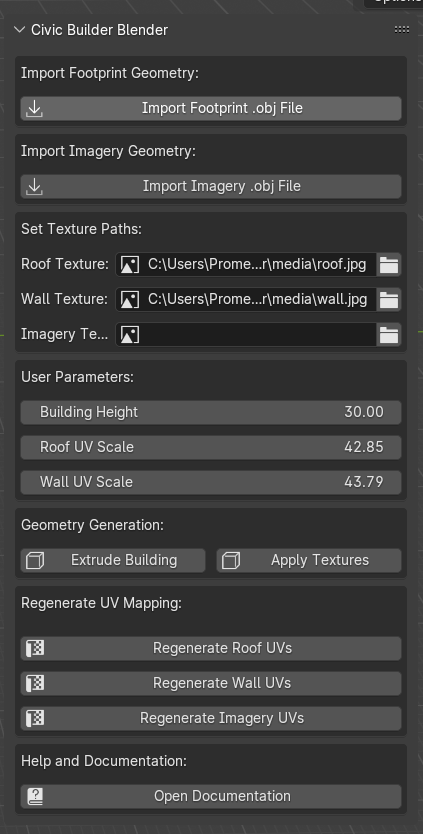 Options
Civic Builder Blender
Import Footprint Geometry:
Import Footprint .obj File
Import Imagery Geometry:
Import Imagery .obj File
Set Texture Paths:
Roof Texture: C:\Users\Prome...r\media\roof.jpg
Wall Texture: C:\Users\Prome...r\media\wall.jpg
Imagery Te...
User Parameters:
Building Height 30.00
Roof UV Scale 42.85
Wall UV Scale 43.79
Geometry Generation:
Extrude Building Apply Textures
Regenerate UV Mapping:
Regenerate Roof UVs
Regenerate Wall UVs
Regenerate Imagery UVs
Help and Documentation:
Open Documentation